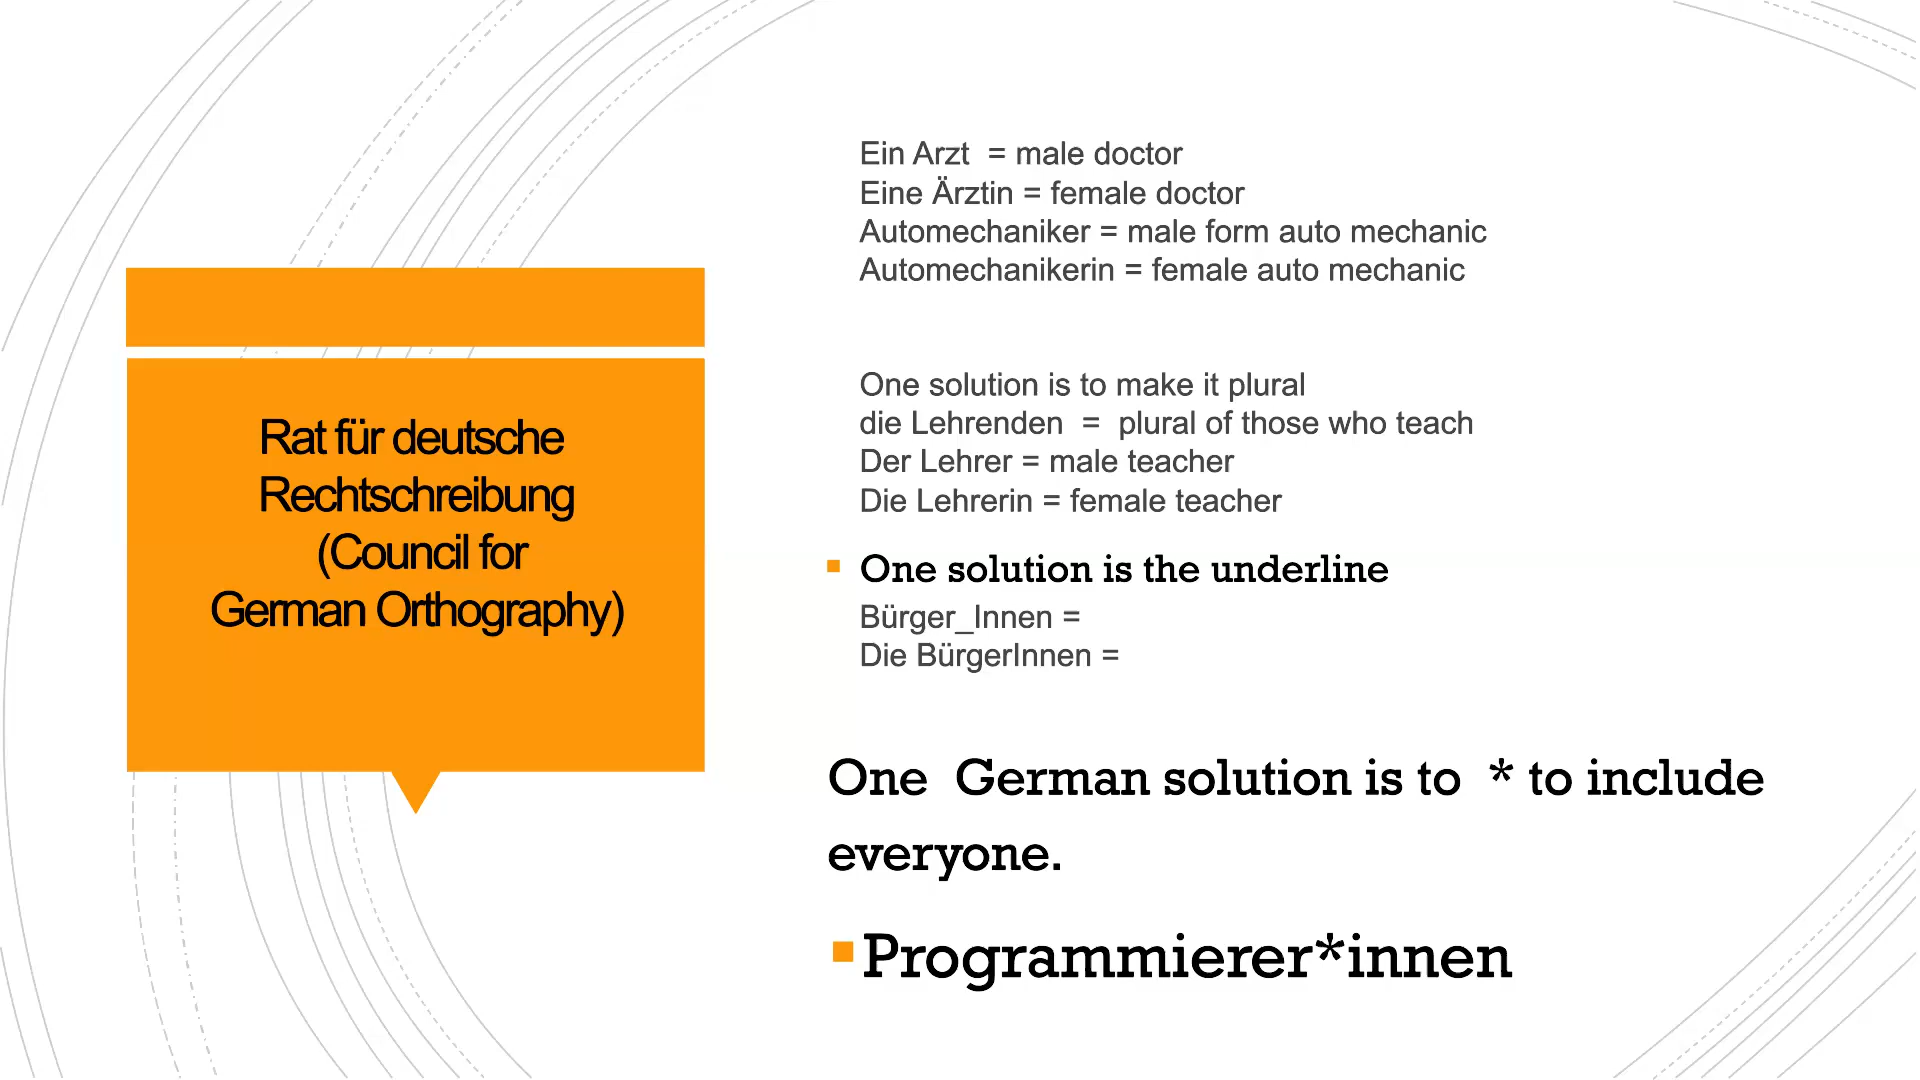 Rat für deutsche
Rechtschreibung
(Council for
German Orthography)
Ein Arzt  = male doctor
Eine Ärztin = female doctor
Automechaniker = male form auto mechanic
Automechanikerin = female auto mechanic
One solution is to make it plural
die Lehrenden  =  plural of those who teach
Der Lehrer = male teacher
Die Lehrerin = female teacher
▪ One solution is the underline
Bürger_Innen =
Die BürgerInnen =
One  German solution is to  * to include
everyone.
▪Programmierer*innen